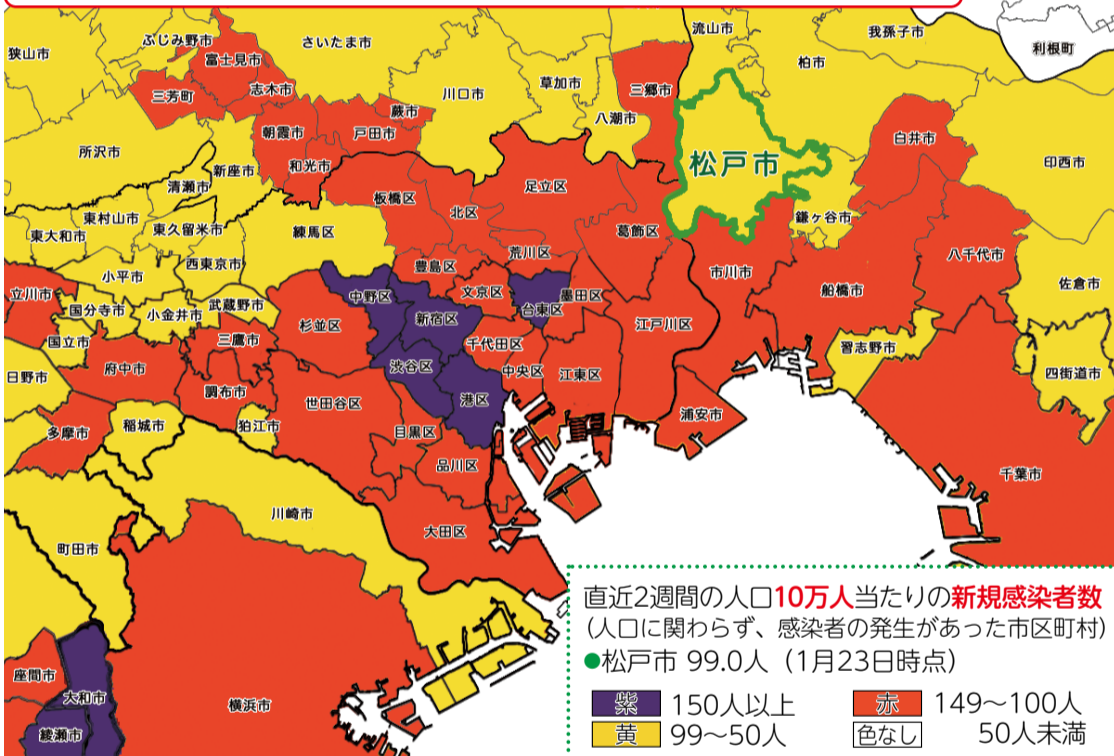 狭山市
ふじみ野市
さいたま市
流山市
我孫子市
利根町
富士見市
柏市
三芳町
志木市
川口市
草加市
三郷市
蕨市
八潮市
朝霞市
戸田市
白井市
所沢市
新座市
和光市
松戸市
印西市
清瀬市
板橋区
足立区
東村山市
北区
鎌ヶ谷市
東大和市
東久留米市
練馬区
葛飾区
荒川区
小平市
西東京市
豊島区
市川市
八千代市
立川市
国分寺市
小金井市
武蔵野市
中野区
文京区
台東区
墨田区
船橋市
佐倉市
国立市
三鷹市
杉並区
新宿区
千代田区
江戸川区
習志野市
日野市
府中市
調布市
渋谷区
中央区
江東区
四街道市
世田谷区
港区
多摩市
稲城市
狛江市
目黒区
浦安市
品川区
千葉市
川崎市
大田区
町田市
座間市
大和市
横浜市
綾瀬市
直近2週間の人口10万人当たりの新規感染者数
(人口に関わらず、感染者の発生があった市区町村)
●松戸市 99.0人（1月23日時点）
紫 150人以上 赤 149～100人
黄 99～50人 色なし 50人未満